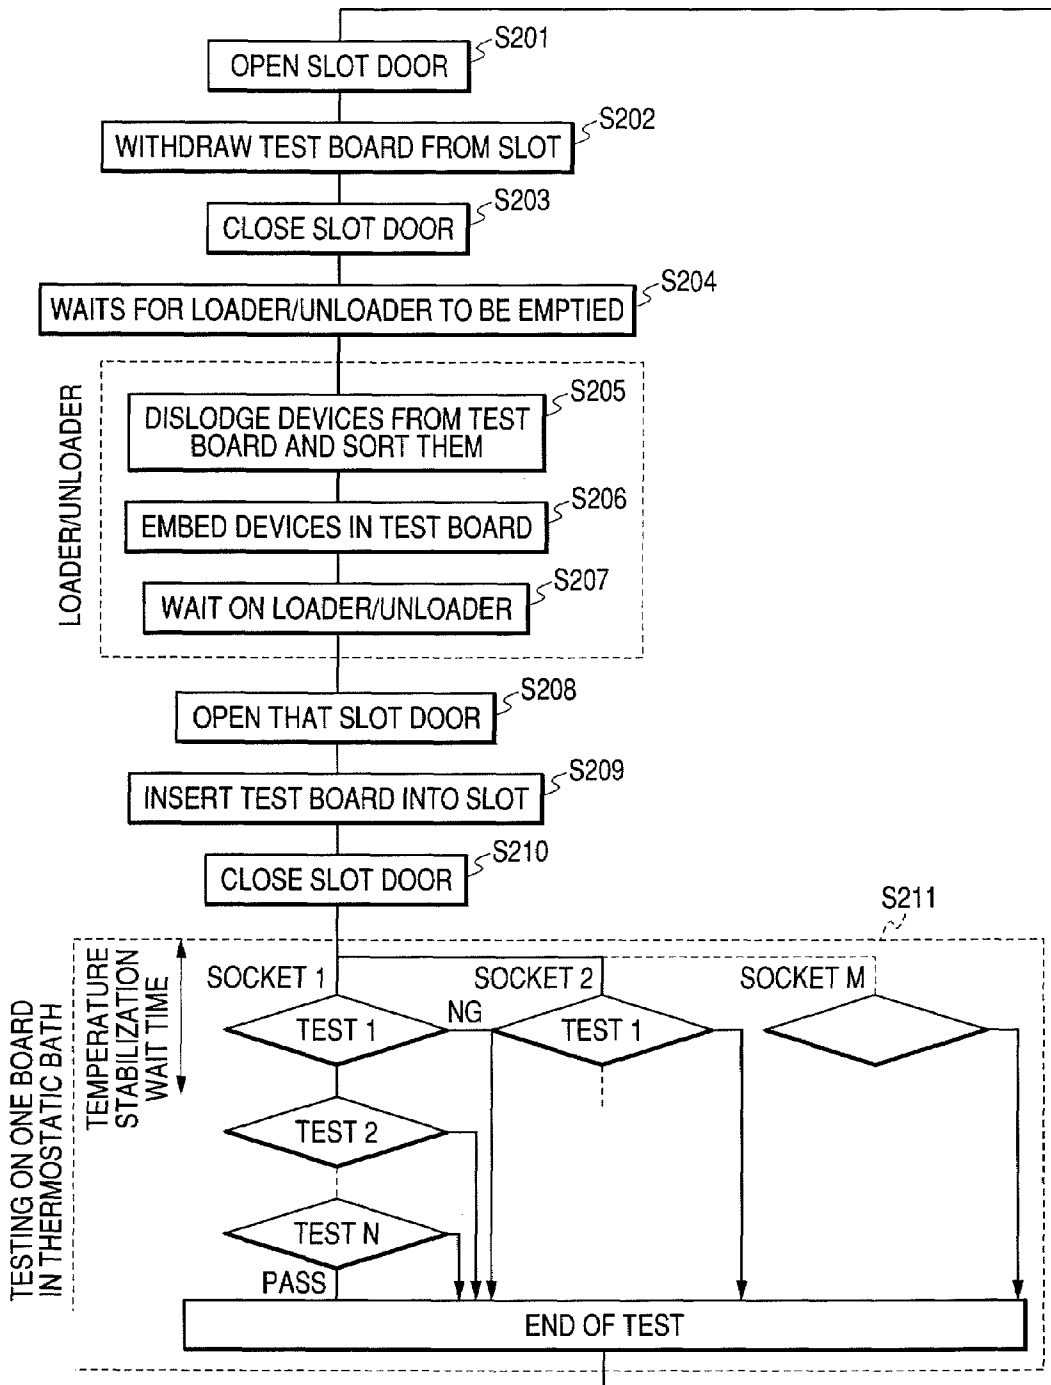 S201
OPEN SLOT DOOR
S202
WITHDRAW TEST BOARD FROM SLOT
S203
CLOSE SLOT DOOR
S204
WAITS FOR LOADER/UNLOADER TO BE EMPTIED
LOADER/UNLOADER
S205
DISLODGE DEVICES FROM TEST
BOARD AND SORT THEM
S206
EMBED DEVICES IN TEST BOARD
S207
WAIT ON LOADER/UNLOADER
S208
OPEN THAT SLOT DOOR
S209
INSERT TEST BOARD INTO SLOT
S210
CLOSE SLOT DOOR
S211
TESTING ON ONE BOARD
IN THERMOSTATIC BATH
TEMPERATURE
STABILIZATION
WAIT TIME
SOCKET 1
SOCKET 2
SOCKET M
TEST 1
NG
TEST 1
TEST 2
TEST N
PASS
END OF TEST